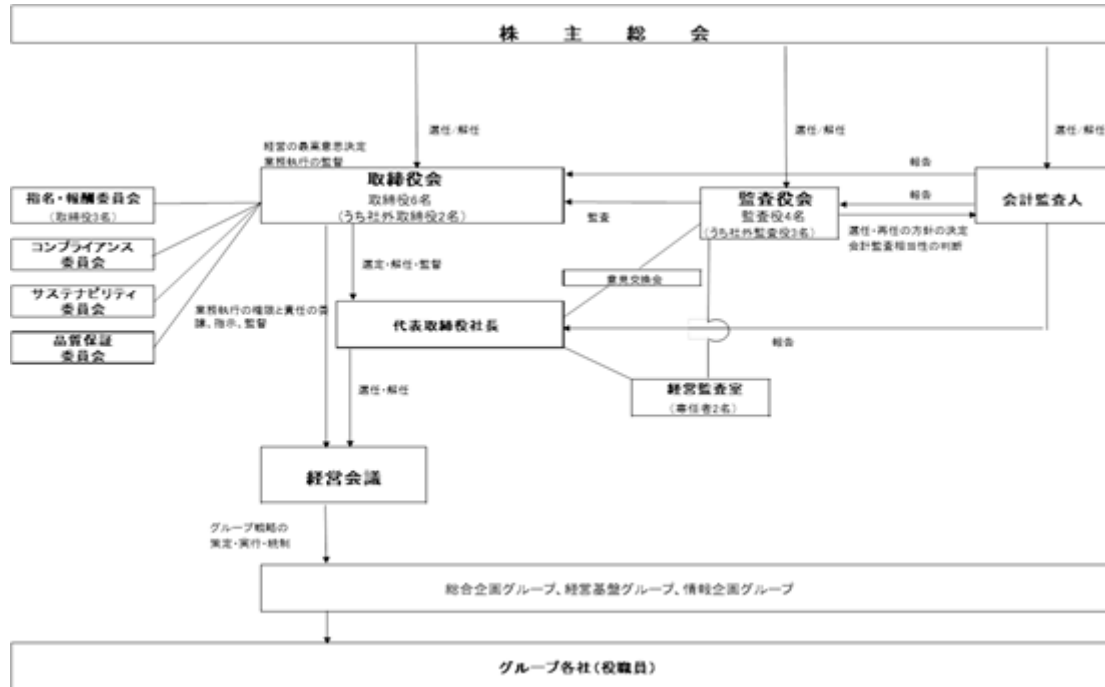 株主総会
選任/解任
選任/解任
選任/解任
経営の最高意思決定
業務執行の監督
報告
取締役会
取締役6名
(うち社外取締役2名)
監査
監査役会
監査役4名
(うち社外監査役3名)
報告
会計監査人
選任・再任の方針の決定
会計監査相当性の判断
指名・報酬委員会
(取締役3名)
コンプライアンス
委員会
サステナビリティ
委員会
品質保証
委員会
選定・解任・監督
意見交換会
業務執行の権限と責任の委
譲、指示、監督
代表取締役社長
報告
選任・解任
経営監査室
(専任者2名)
経営会議
グループ戦略の
策定・実行・統制
総合企画グループ、経営基盤グループ、情報企画グループ
グループ各社(役職員)